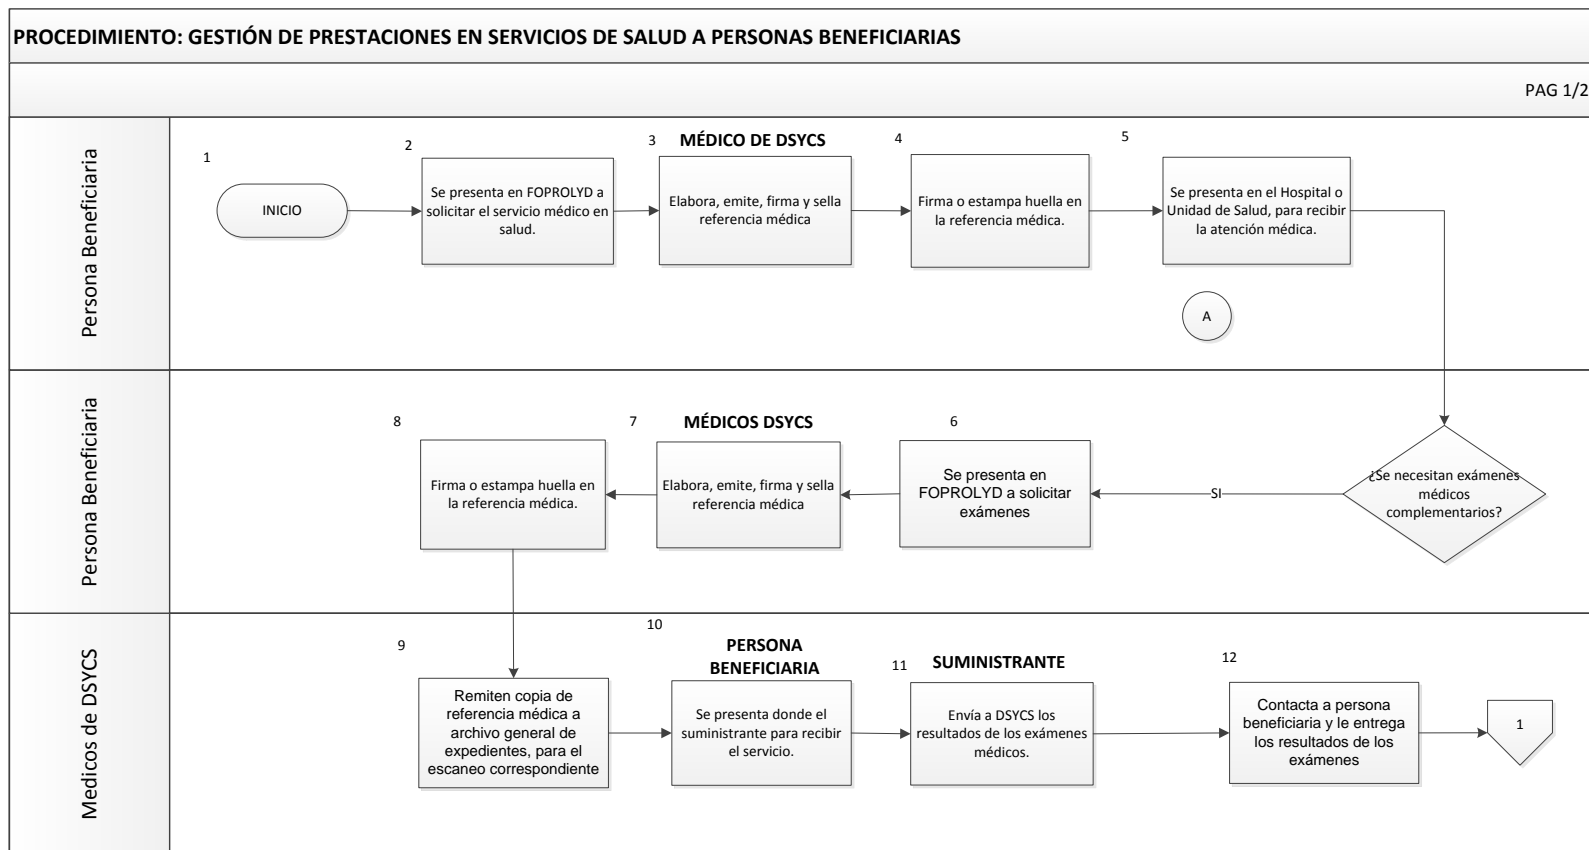 PROCEDIMIENTO: GESTIÓN DE PRESTACIONES EN SERVICIOS DE SALUD A PERSONAS BENEFICIARIAS
PAG 1/2
Persona Beneficiaria
1
INICIO
2
Se presenta en FOPROLYD a
solicitar el servicio médico en
salud.
3
MÉDICO DE DSYCS
Elabora, emite, firma y sella
referencia médica
4
Firma o estampa huella en
la referencia médica.
5
Se presenta en el Hospital o
Unidad de Salud, para recibir
la atención médica.
A
Persona Beneficiaria
¿Se necesitan exámenes
médicos
complementarios?
SI
6
Se presenta en
FOPROLYD a solicitar
exámenes
7
MÉDICOS DSYCS
Elabora, emite, firma y sella
referencia médica
8
Firma o estampa huella en
la referencia médica.
Medicos de DSYCS
9
Remiten copia de
referencia médica a
archivo general de
expedientes, para el
escaneo correspondiente
10
PERSONA
BENEFICIARIA
Se presenta donde el
suministrante para recibir
el servicio.
11
SUMINISTRANTE
Envía a DSYCS los
resultados de los exámenes
médicos.
12
Contacta a persona
beneficiaria y le entrega
los resultados de los
exámenes
1